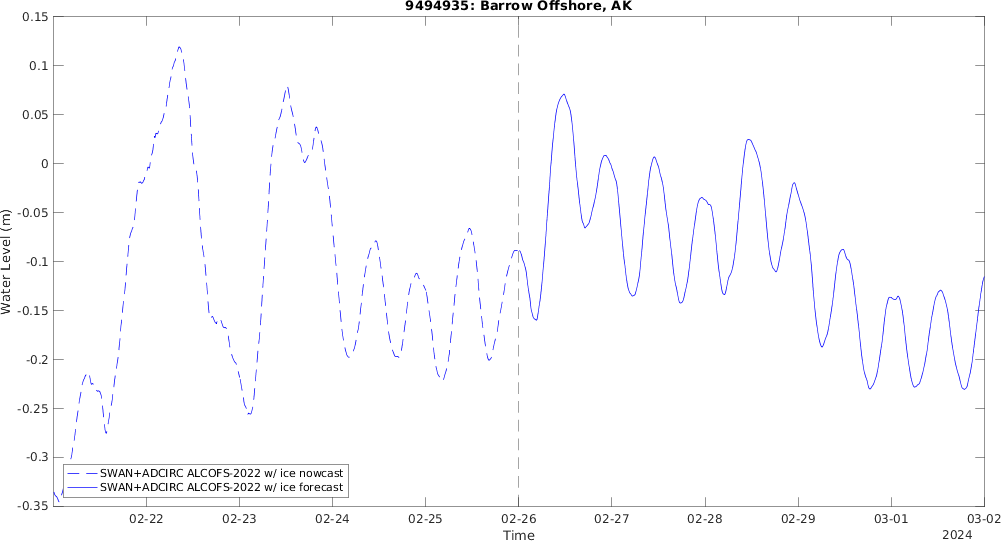 9494935: Barrow Offshore, AK
0.15
0.1
0.05
0
-0.05
-0.1
-0.15
-0.2
-0.25
-0.3
-0.35
Water Level (m)
SWAN+ADCIRC ALCOFS-2022 w/ ice nowcast
SWAN+ADCIRC ALCOFS-2022 w/ ice forecast
02-22 02-23 02-24 02-25 02-26 02-27 02-28 02-29 03-01 03-02
Time
2024